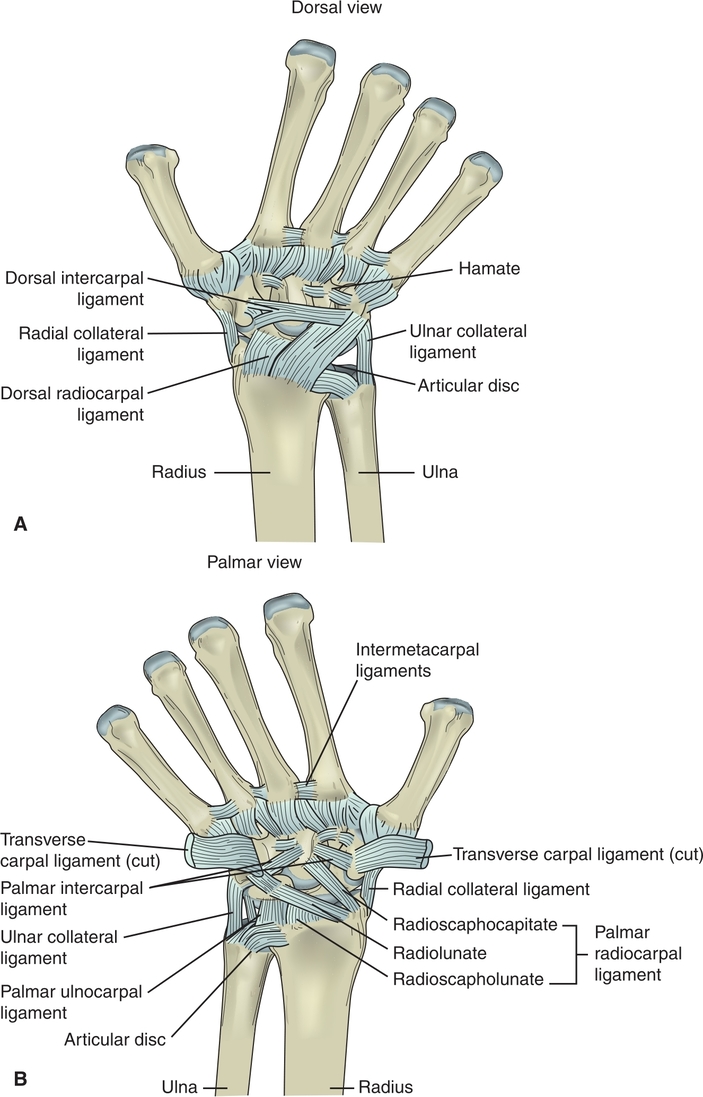 Dorsal view
Dorsal intercarpal
ligament
Radial collateral
ligament
Dorsal radiocarpal
ligament
Hamate
Ulnar collateral
ligament
Articular disc
Radius
Ulna
A
Palmar view
Intermetacarpal
ligaments
Transverse
carpal ligament (cut)
Palmar intercarpal
ligament
Ulnar collateral
ligament
Palmar ulnocarpal
ligament
Articular disc
Transverse carpal ligament (cut)
Radial collateral ligament
Radioscaphocapitate
Radiolunate
Radioscapholunate
Palmar
radiocarpal
ligament
B
Ulna
Radius